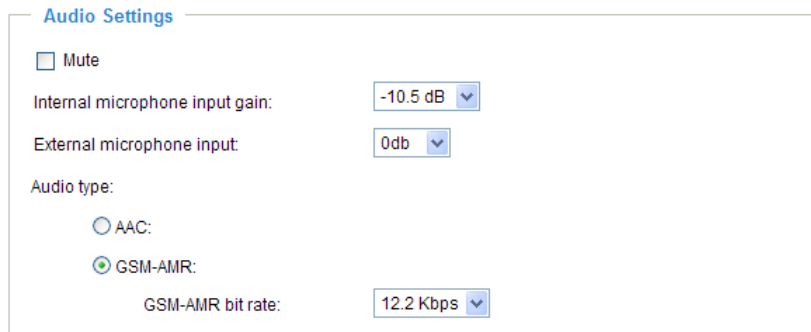 Audio Settings
Mute
Internal microphone input gain: -10.5 dB
External microphone input: 0db
Audio type:
AAC:
GSM-AMR:
GSM-AMR bit rate: 12.2 Kbps